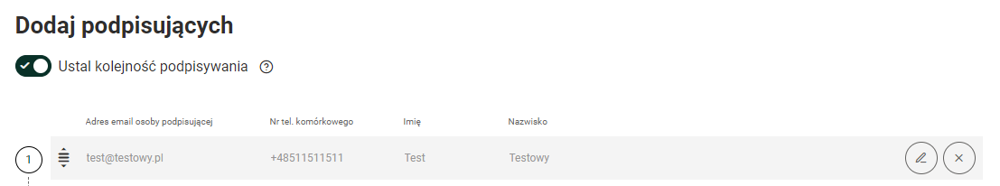 Dodaj podpisujących
Ustal kolejność podpisywania ?
Adres email osoby podpisującej Nr tel. komórkowego Imię Nazwisko
1 test@testowy.pl +48511511511 Test Testowy